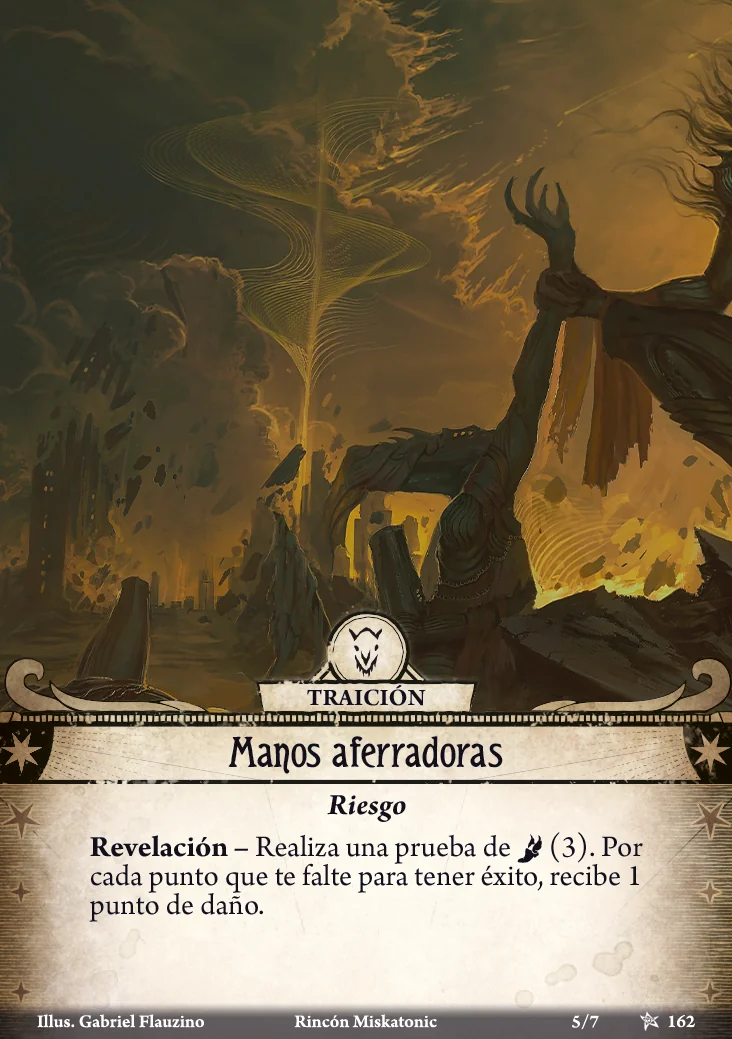 TRAICIÓN
Manos aferradoras
Riesgo
Revelación – Realiza una prueba de (3). Por
cada punto que te falte para tener éxito, recibe 1
punto de daño.
Illus. Gabriel Flauzino Rincón Miskatonic 5/7 162